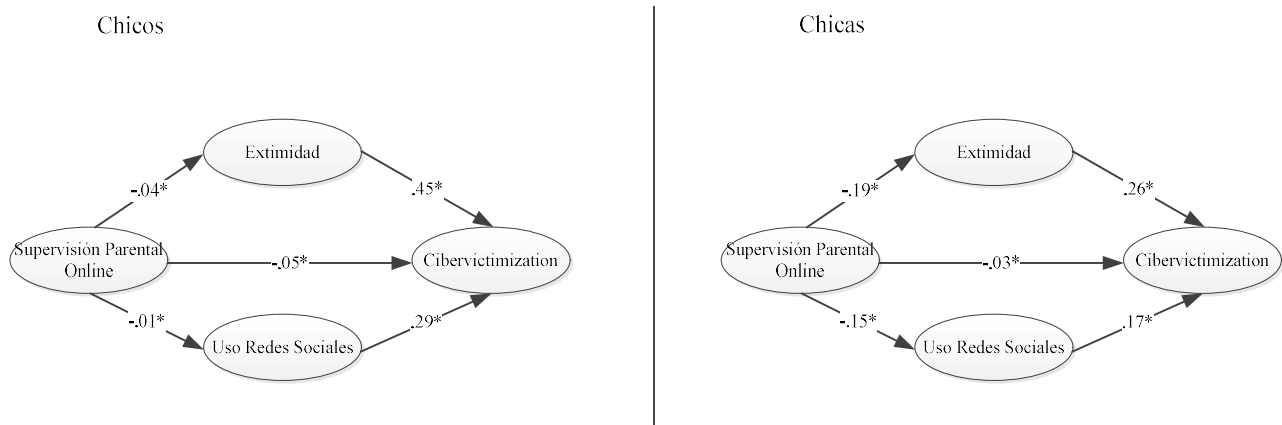 Chicos
Extimidad
-.04*
.45*
Supervisión Parental
Online
-.05*
Cibervictimization
-.01*
.29*
Uso Redes Sociales
Chicas
Extimidad
-.19*
.26*
Supervisión Parental
Online
-.03*
Cibervictimization
-.15*
.17*
Uso Redes Sociales